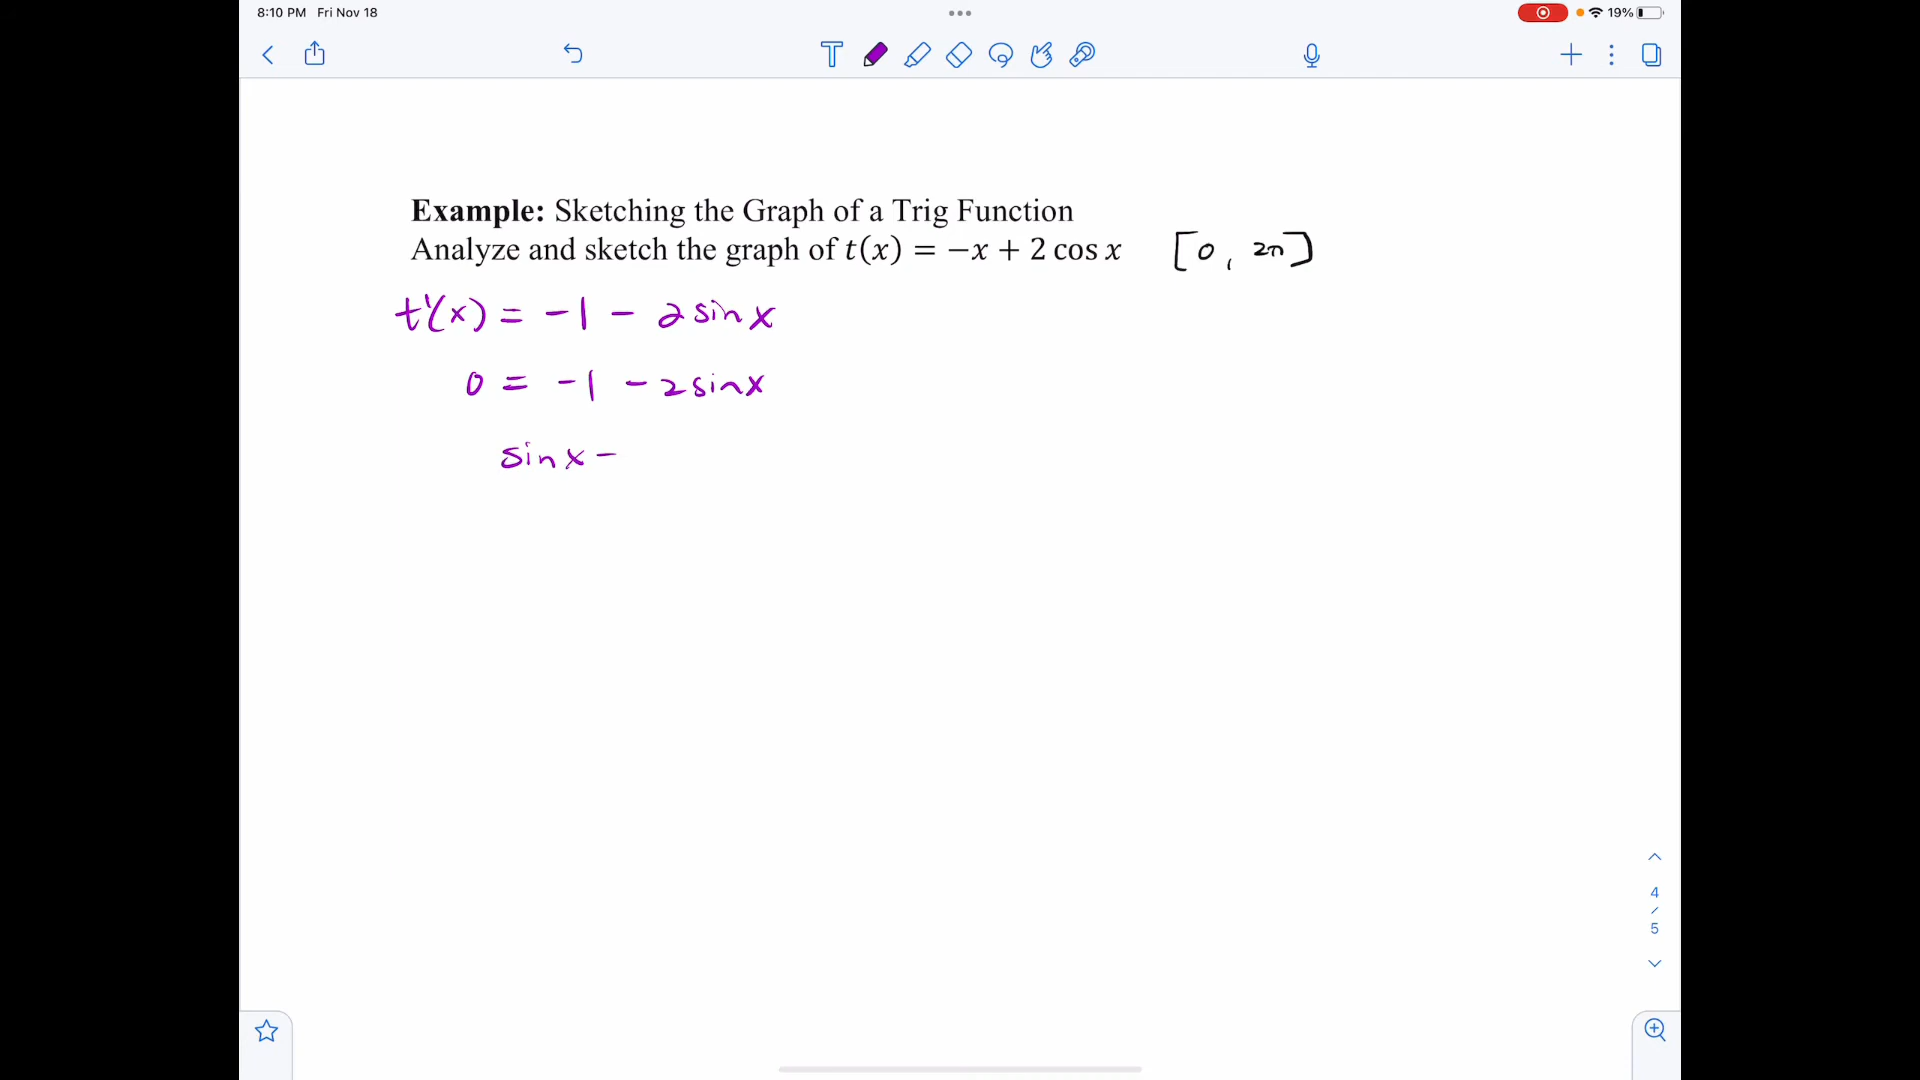 8:10 PM Fri Nov 18
19%
T
Example: Sketching the Graph of a Trig Function
Analyze and sketch the graph of t(x) = −x + 2 cos x [0, 2π]
t'(x) = -1 - 2 sin x
0 = -1 - 2 sin x
sin x -
4
/
5